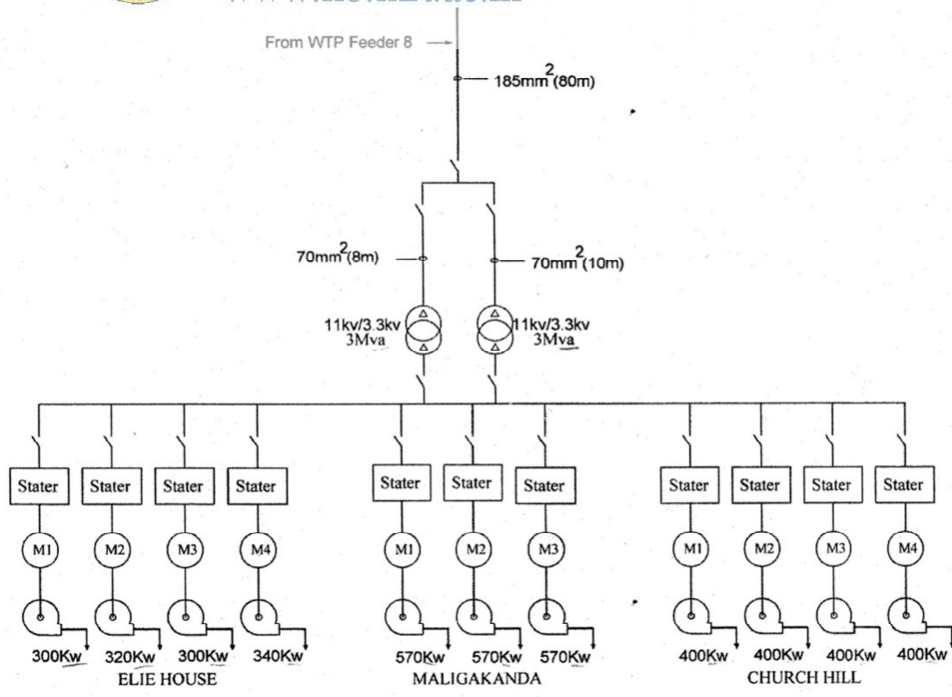 From WTP Feeder 8
185mm²(80m)
70mm²(8m)
70mm²(10m)
11kv/3.3kv
3Mva
11kv/3.3kv
3Mva
Stater Stater Stater Stater Stater Stater Stater Stater Stater Stater Stater
M1 M2 M3 M4 M1 M2 M3 M1 M2 M3 M4
300Kw 320Kw 300Kw 340Kw 570Kw 570Kw 570Kw 400Kw 400Kw 400Kw 400Kw
ELIE HOUSE MALIGAKANDA CHURCH HILL